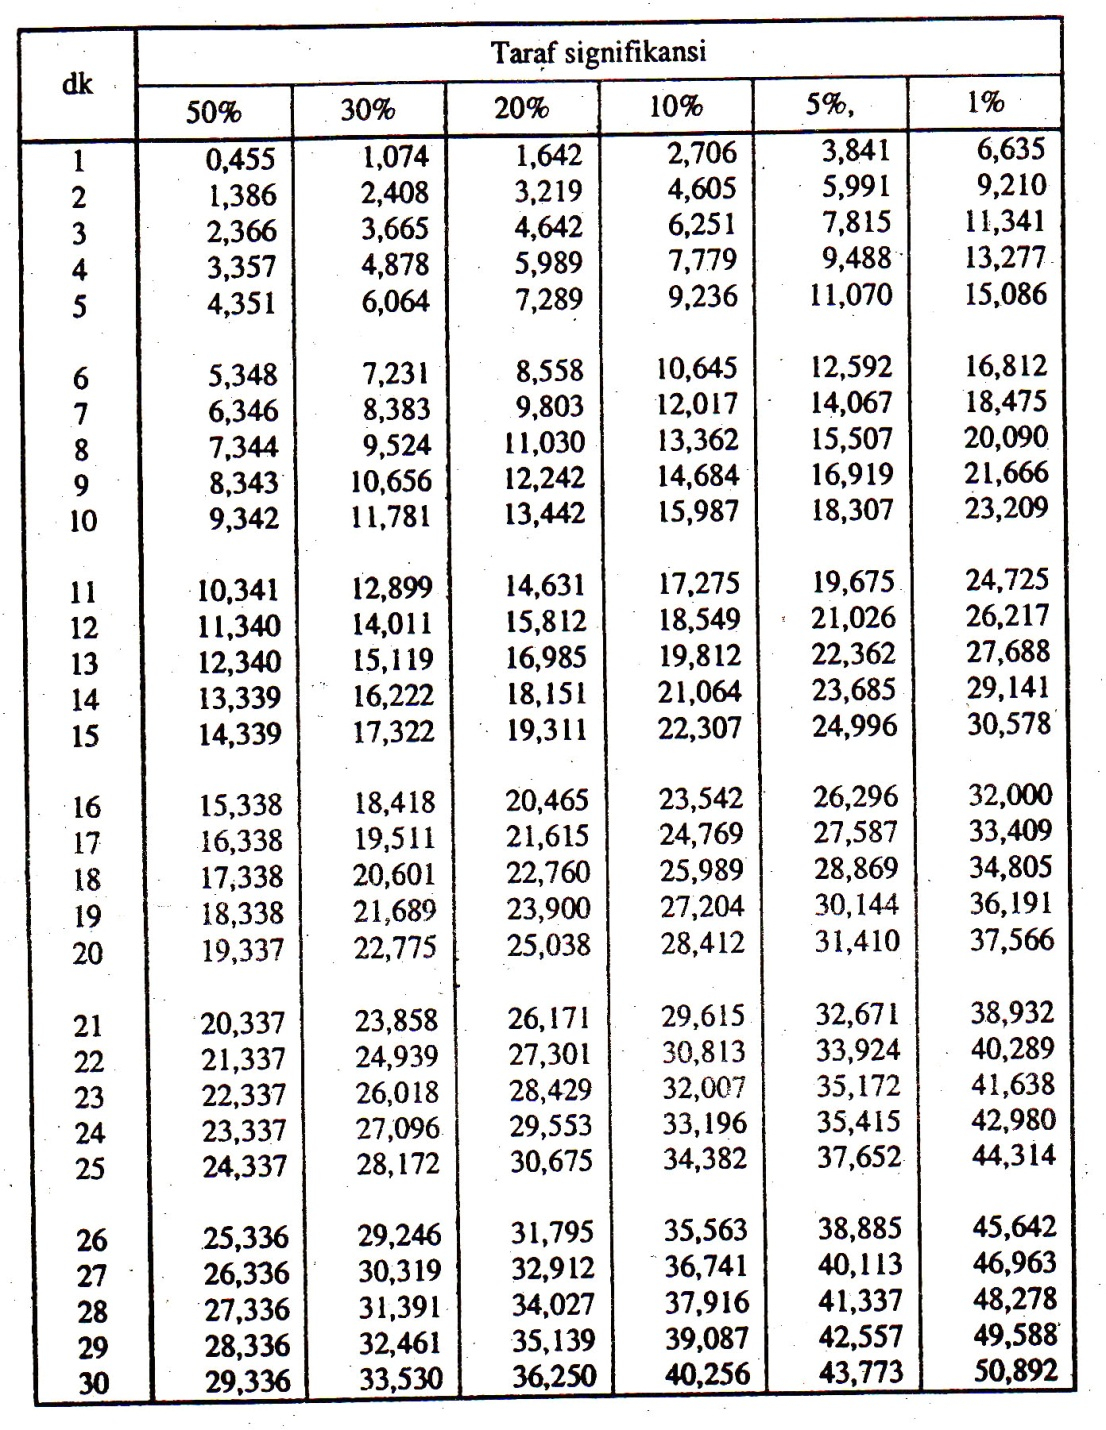 Taraf signifikansi
dk
50% 30% 20% 10% 5%, 1%
1 0,455 1,074 1,642 2,706 3,841 6,635
2 1,386 2,408 3,219 4,605 5,991 9,210
3 2,366 3,665 4,642 6,251 7,815 11,341
4 3,357 4,878 5,989 7,779 9,488 13,277
5 4,351 6,064 7,289 9,236 11,070 15,086
6 5,348 7,231 8,558 10,645 12,592 16,812
7 6,346 8,383 9,803 12,017 14,067 18,475
8 7,344 9,524 11,030 13,362 15,507 20,090
9 8,343 10,656 12,242 14,684 16,919 21,666
10 9,342 11,781 13,442 15,987 18,307 23,209
11 10,341 12,899 14,631 17,275 19,675 24,725
12 11,340 14,011 15,812 18,549 21,026 26,217
13 12,340 15,119 16,985 19,812 22,362 27,688
14 13,339 16,222 18,151 21,064 23,685 29,141
15 14,339 17,322 19,311 22,307 24,996 30,578
16 15,338 18,418 20,465 23,542 26,296 32,000
17 16,338 19,511 21,615 24,769 27,587 33,409
18 17,338 20,601 22,760 25,989 28,869 34,805
19 18,338 21,689 23,900 27,204 30,144 36,191
20 19,337 22,775 25,038 28,412 31,410 37,566
21 20,337 23,858 26,171 29,615 32,671 38,932
22 21,337 24,939 27,301 30,813 33,924 40,289
23 22,337 26,018 28,429 32,007 35,172 41,638
24 23,337 27,096 29,553 33,196 35,415 42,980
25 24,337 28,172 30,675 34,382 37,652 44,314
26 25,336 29,246 31,795 35,563 38,885 45,642
27 26,336 30,319 32,912 36,741 40,113 46,963
28 27,336 31,391 34,027 37,916 41,337 48,278
29 28,336 32,461 35,139 39,087 42,557 49,588
30 29,336 33,530 36,250 40,256 43,773 50,892